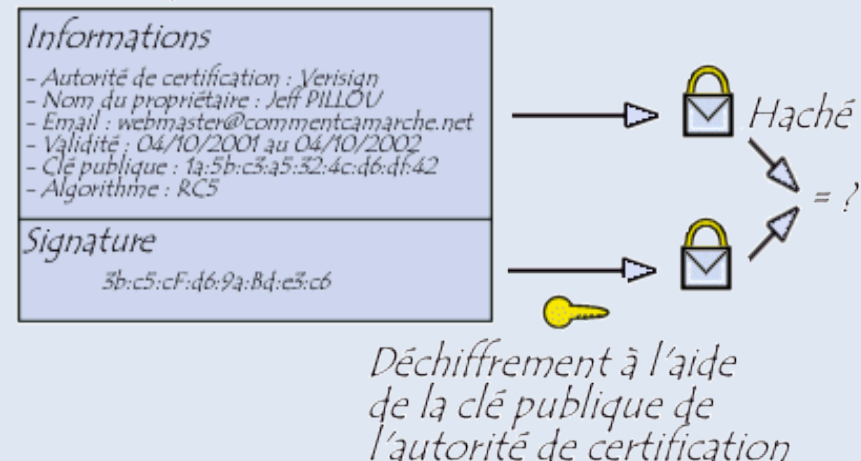 Informations
- Autorité de certification : Verisign
- Nom du propriétaire : Jeff PILLOU
- Email : webmaster@commentcamarche.net
- Validité : 04/10/2001 au 04/10/2002
- Clé publique : 1a:5b:c3:a5:32:4c:d6:df:42
- Algorithme : RC5
Haché
= ?
Signature
3b:c5:cF:d6:9a:Bd:e3:c6
Déchiffrement à l'aide
de la clé publique de
l'autorité de certification